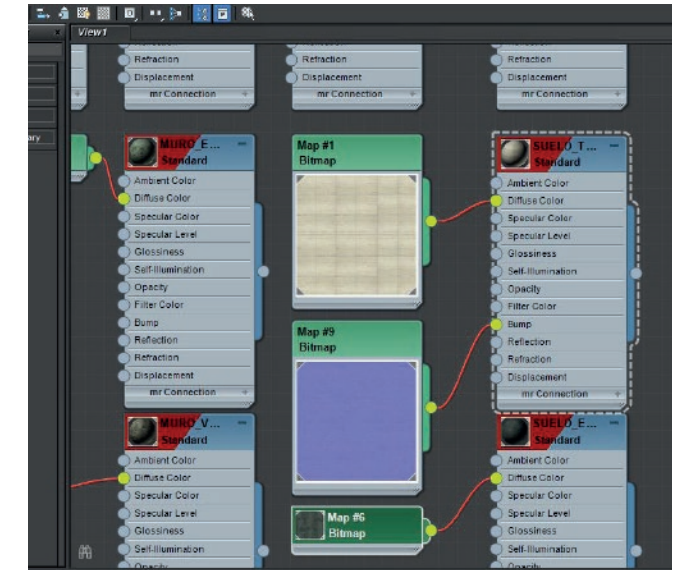 View1
ary
Refraction
Displacement
mr Connection +
Refraction
Displacement
mr Connection +
Refraction
Displacement
mr Connection +
MURO_E...
Standard
Ambient Color
Diffuse Color
Specular Color
Specular Level
Glossiness
Self-Illumination
Opacity
Filter Color
Bump
Reflection
Refraction
Displacement
mr Connection +
MURO_V...
Standard
Ambient Color
Diffuse Color
Specular Color
Specular Level
Glossiness
Self-Illumination
Opacity
Map #1
Bitmap
Map #9
Bitmap
Map #6
Bitmap
SUELO_T...
Standard
Ambient Color
Diffuse Color
Specular Color
Specular Level
Glossiness
Self-Illumination
Opacity
Filter Color
Bump
Reflection
Refraction
Displacement
mr Connection +
SUELO_E...
Standard
Ambient Color
Diffuse Color
Specular Color
Specular Level
Glossiness
Self-Illumination
Opacity